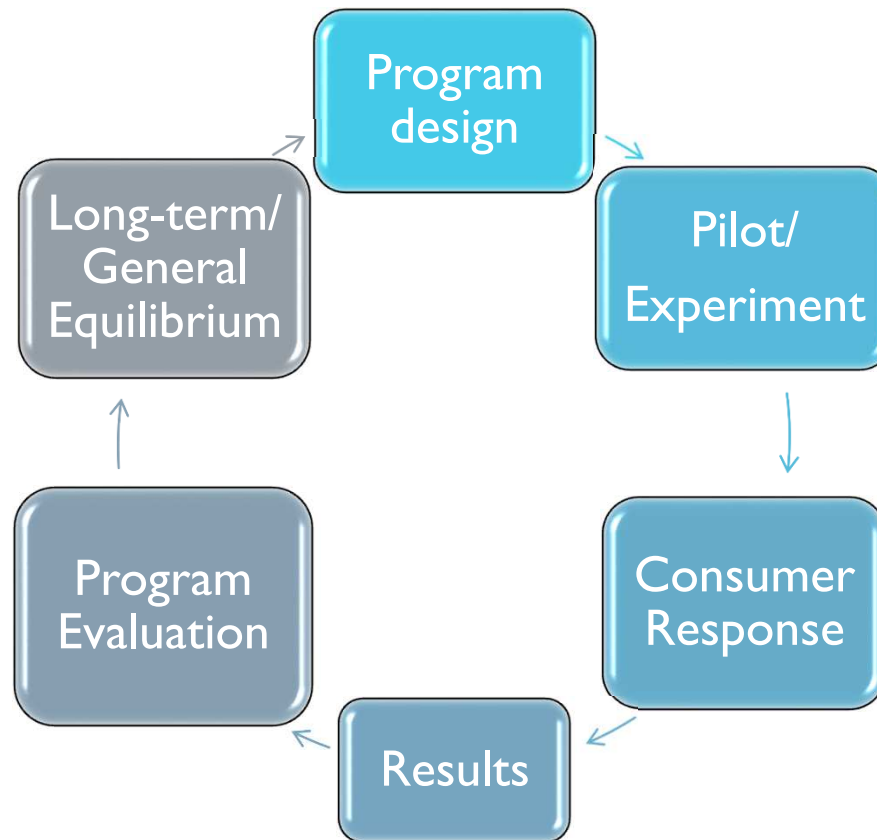 Program
design
Pilot/
Experiment
Consumer
Response
Results
Program
Evaluation
Long-term/
General
Equilibrium